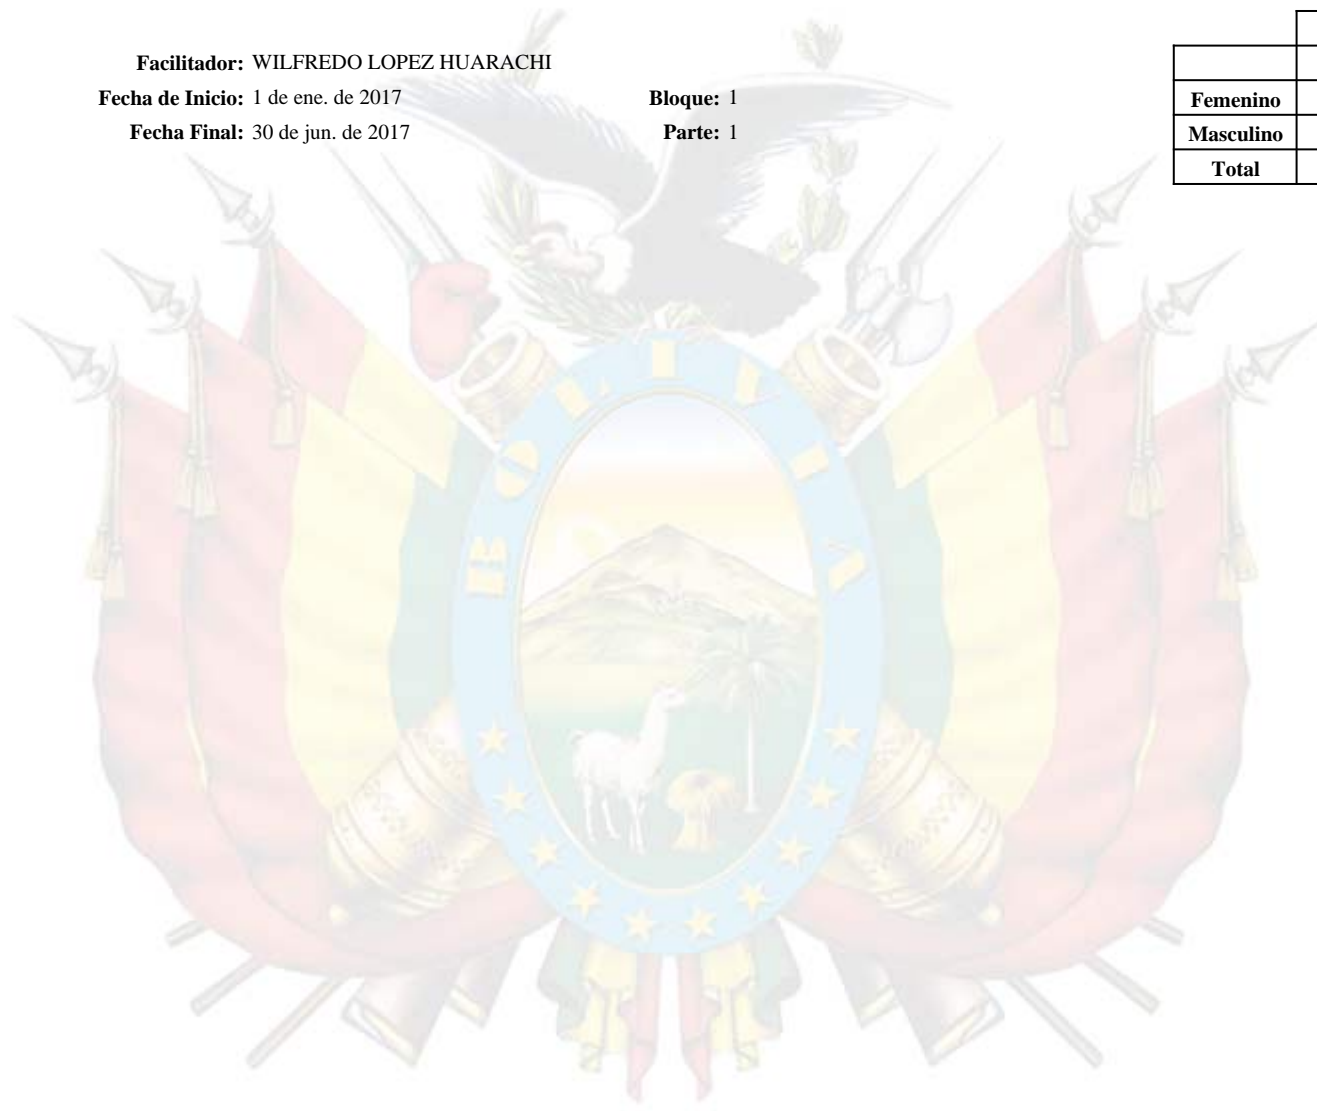 Facilitador: WILFREDO LOPEZ HUARACHI
Fecha de Inicio: 1 de ene. de 2017 Bloque: 1
Fecha Final: 30 de jun. de 2017 Parte: 1
Femenino
Masculino
Total
BOLIVIA